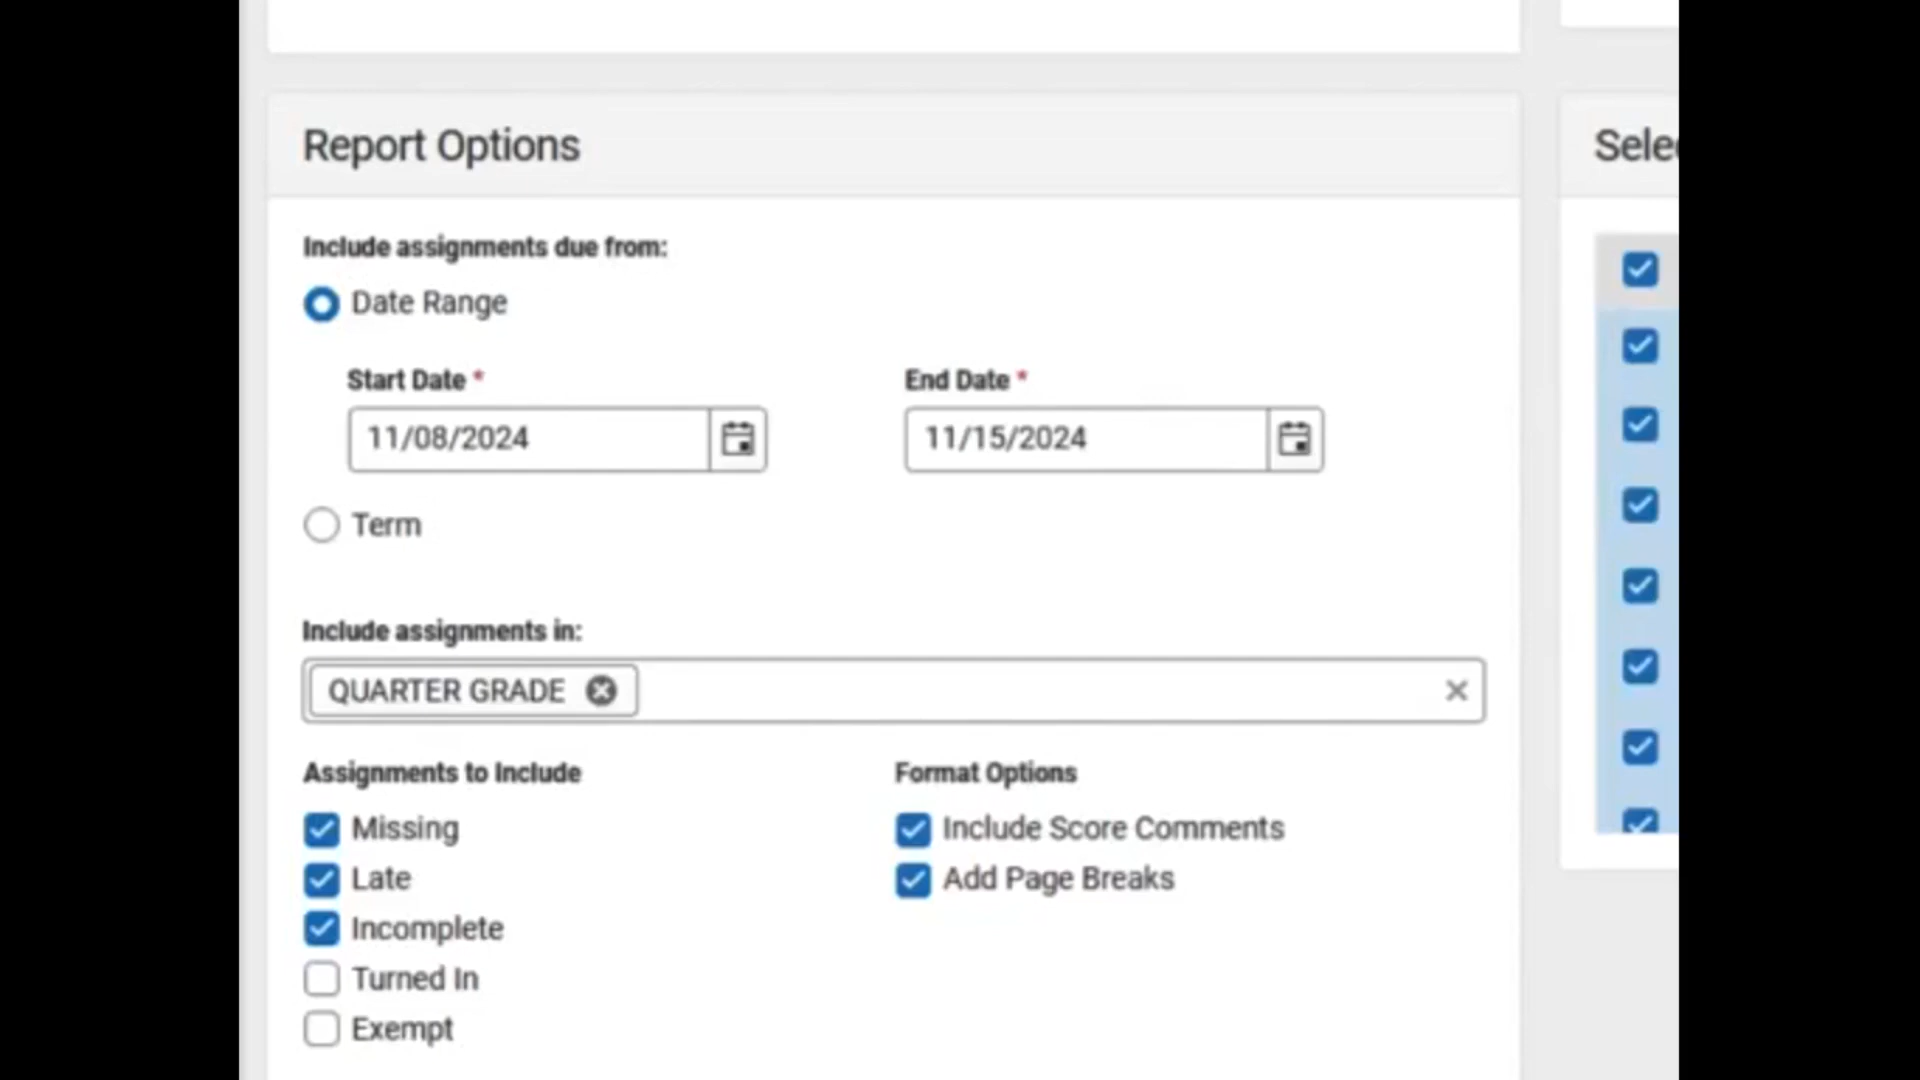 Report Options
Include assignments due from:
Date Range
Start Date *
End Date *
11/08/2024
11/15/2024
Term
Include assignments in:
QUARTER GRADE
Assignments to Include
Missing
Late
Incomplete
Turned In
Exempt
Format Options
Include Score Comments
Add Page Breaks